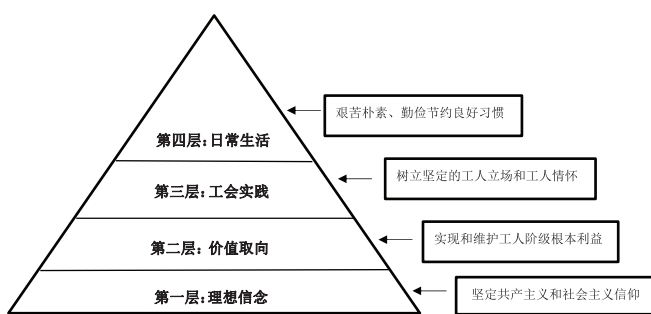 艰苦朴素、勤俭节约良好习惯
第四层：日常生活
树立坚定的工人立场和工人情怀
第三层：工会实践
实现和维护工人阶级根本利益
第二层：价值取向
坚定共产主义和社会主义信仰
第一层：理想信念